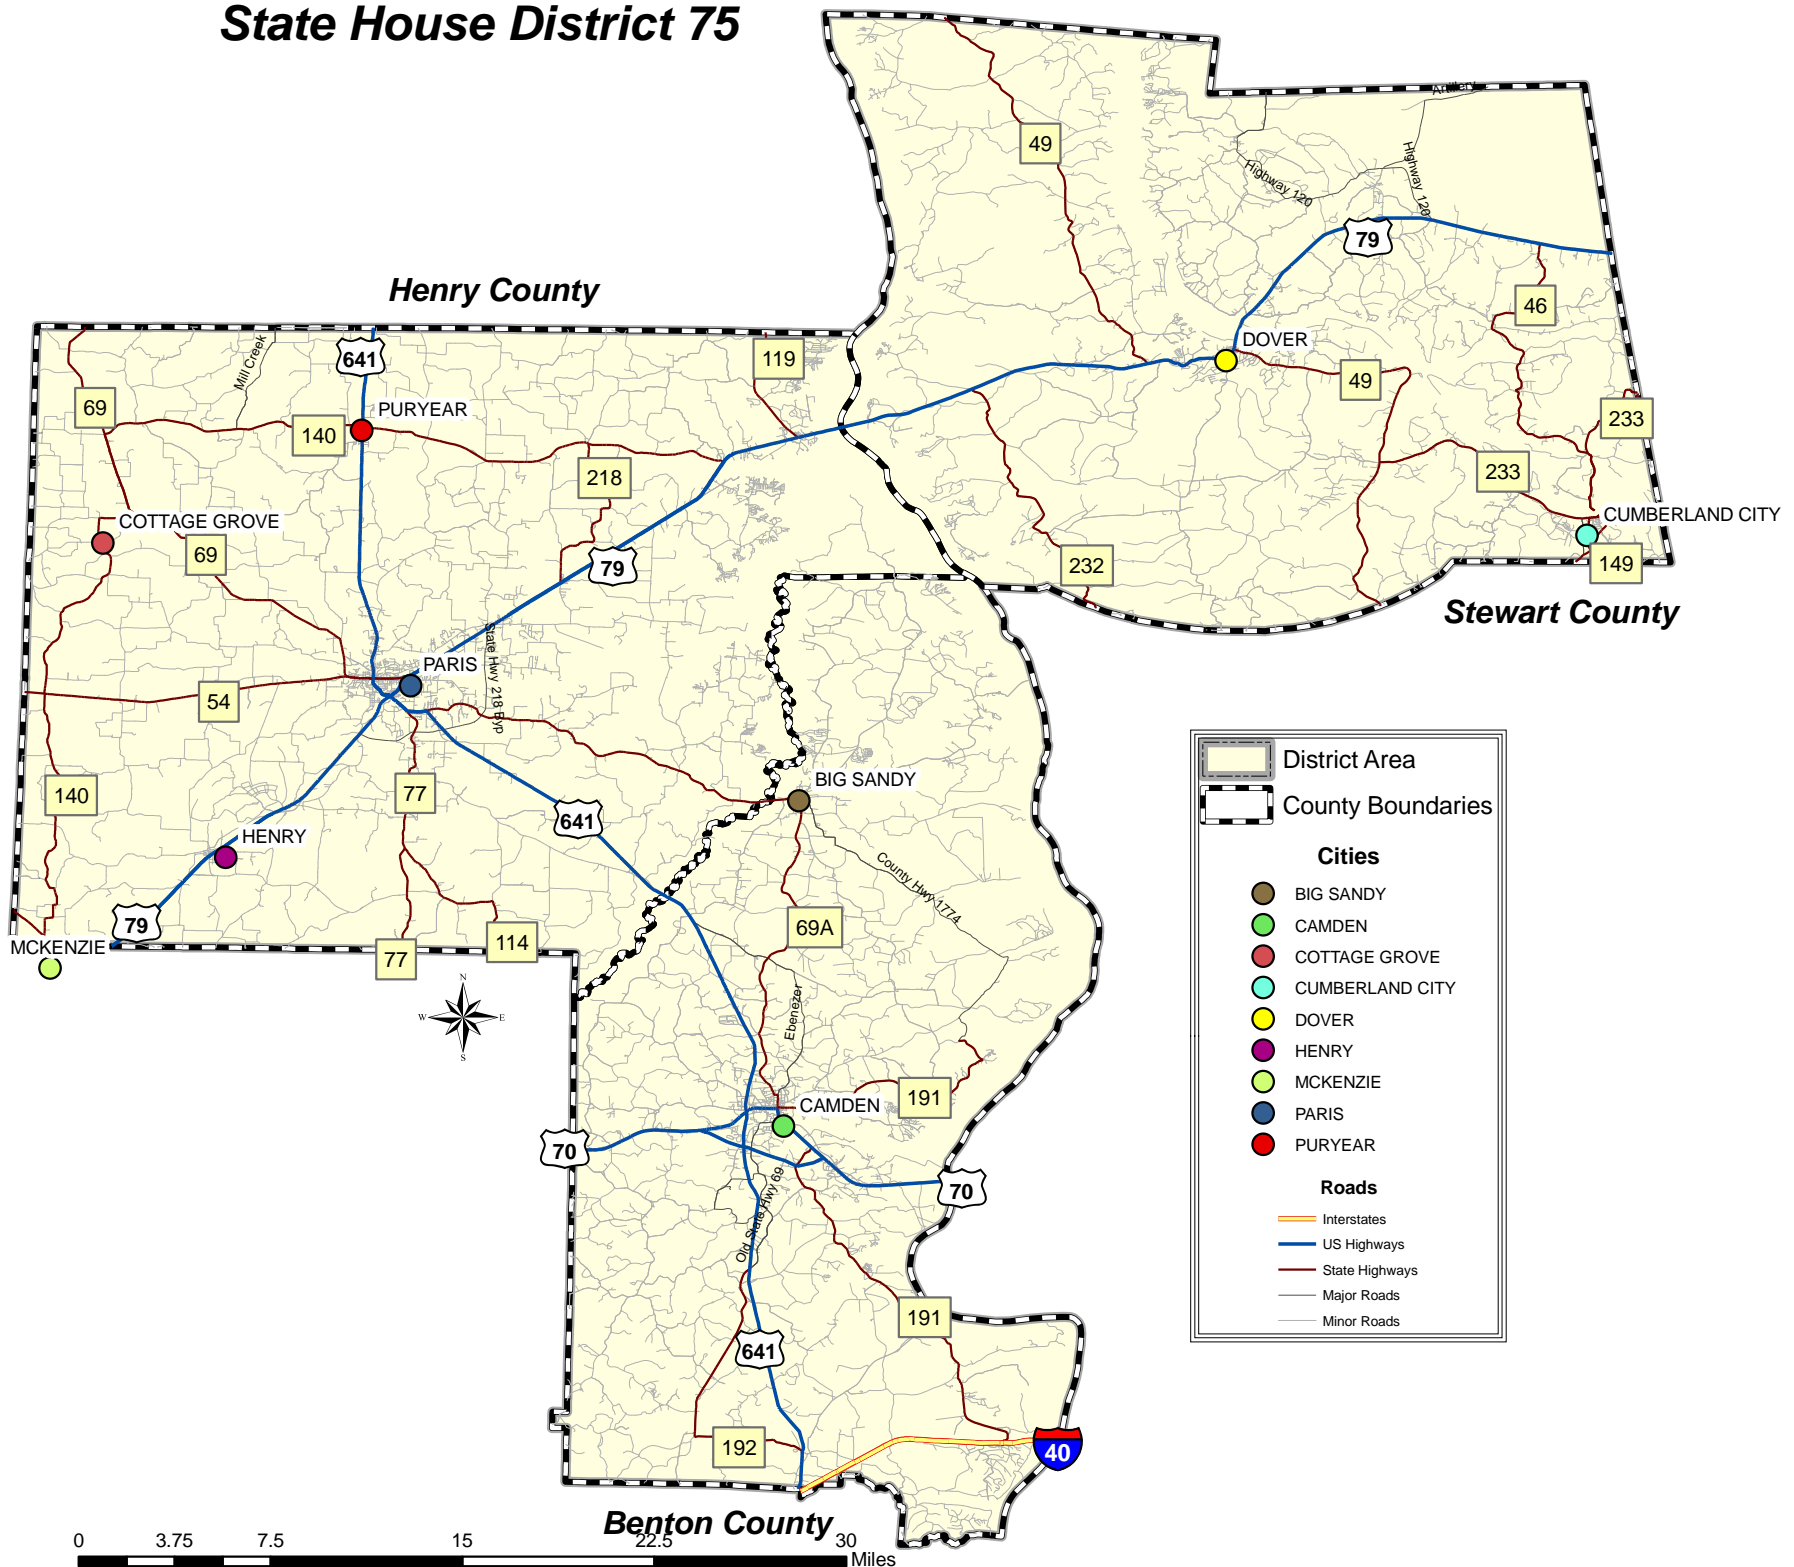 State House District 75
Artillery
49
Highway 120
Highway 120
79
Henry County
46
DOVER
641
119
Mill Creek
49
69
PURYEAR
140
233
218
233
COTTAGE GROVE
CUMBERLAND CITY
69
79
232
149
Stewart County
State Hwy 218 Byp
PARIS
54
140
77
BIG SANDY
641
HENRY
County Hwy 1774
79
69A
114
MCKENZIE
77
N
W
E
S
Ebenezer
191
CAMDEN
70
70
Old State Hwy 69
191
641
192
40
Benton County
District Area
County Boundaries
Cities
BIG SANDY
CAMDEN
COTTAGE GROVE
CUMBERLAND CITY
DOVER
HENRY
MCKENZIE
PARIS
PURYEAR
Roads
Interstates
US Highways
State Highways
Major Roads
Minor Roads
0 3.75 7.5 15 22.5 30
Miles